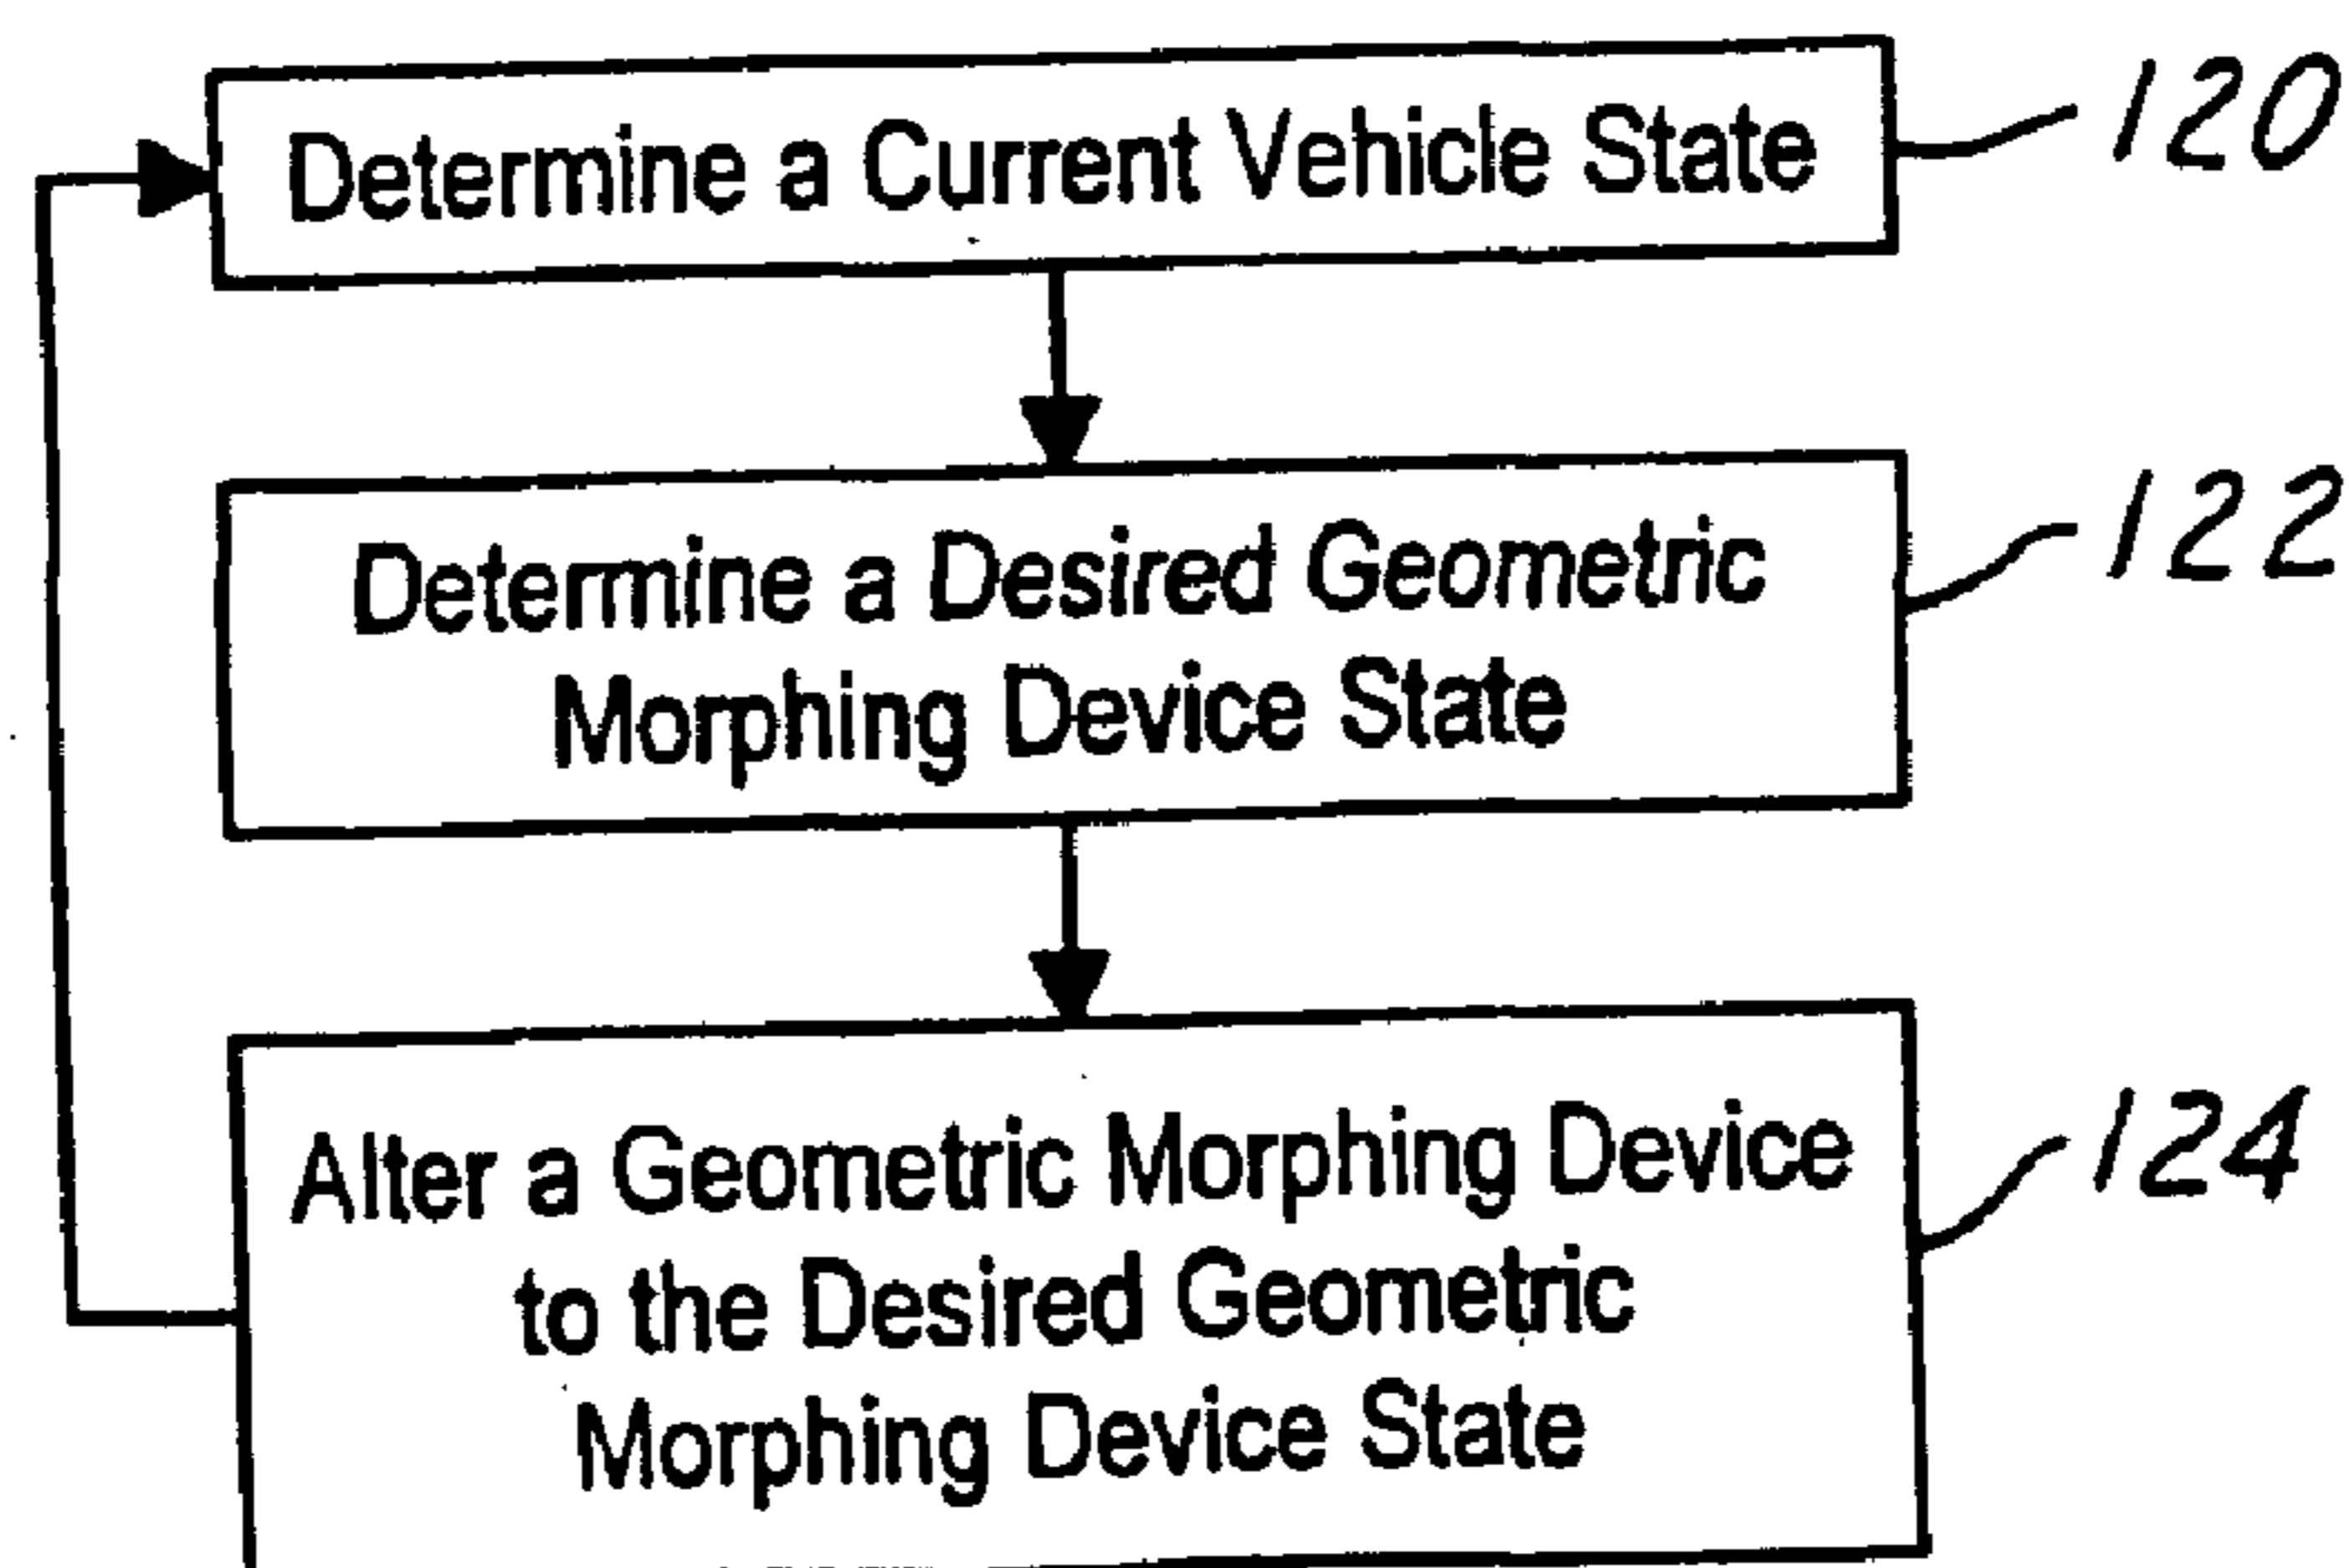 Determine a Current Vehicle State
120
Determine a Desired Geometric
Morphing Device State
122
Alter a Geometric Morphing Device
to the Desired Geometric
Morphing Device State
124